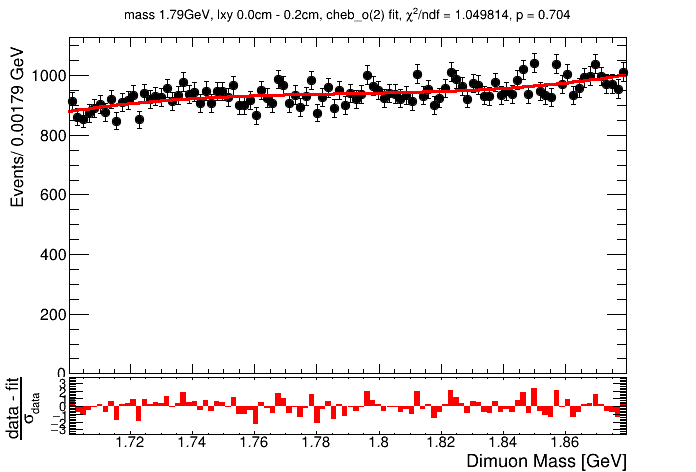 mass 1.79GeV, lxy 0.0cm - 0.2cm, cheb_o(2) fit, χ²/ndf = 1.049814, p = 0.704
Events/ 0.00179 GeV
1000
800
600
400
200
0
data - fit
σdata
3
2
1
0
−1
−2
−3
1.72 1.74 1.76 1.78 1.8 1.82 1.84 1.86
Dimuon Mass [GeV]